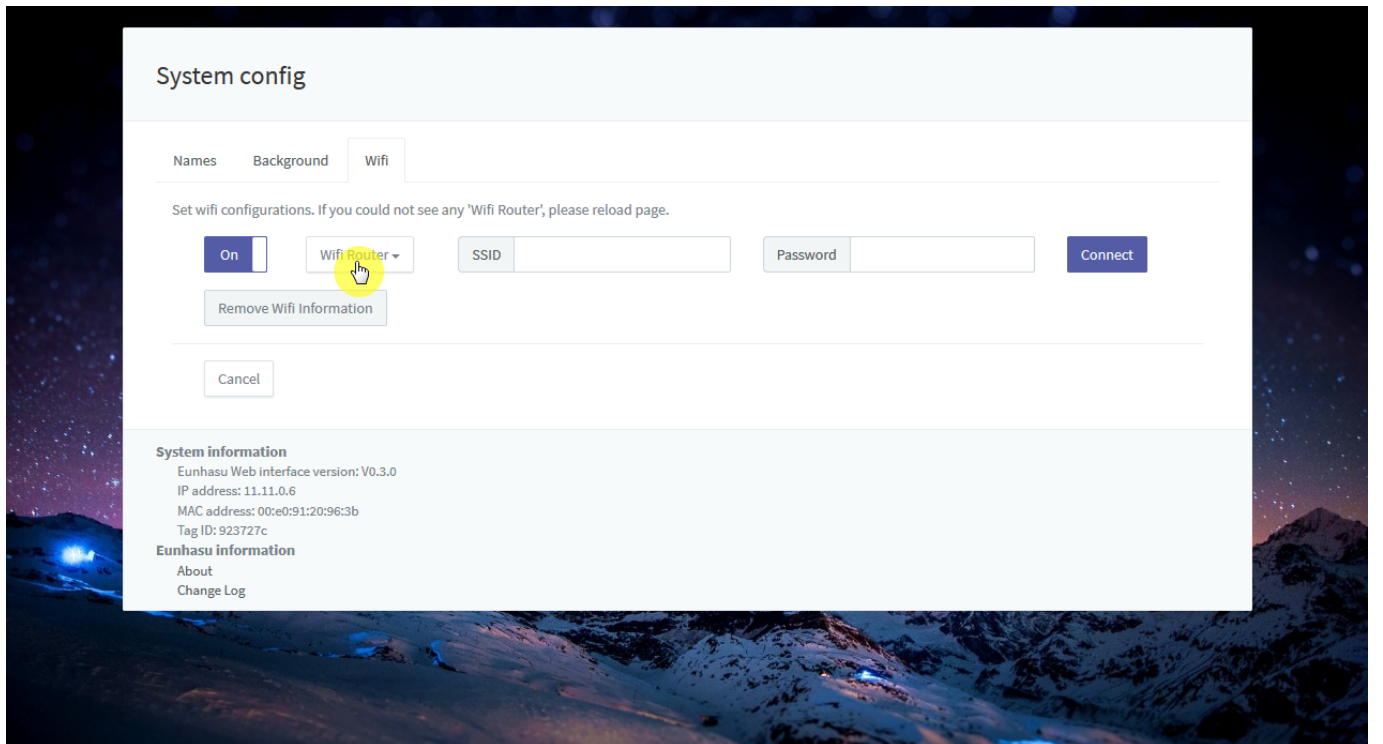 System config
Names Background Wifi
Set wifi configurations. If you could not see any 'Wifi Router', please reload page.
On Wifi Router SSID Password Connect
Remove Wifi Information
Cancel
System information
Eunhasu Web interface version: V0.3.0
IP address: 11.11.0.6
MAC address: 00:e0:91:20:96:3b
Tag ID: 923727c
Eunhasu information
About
Change Log